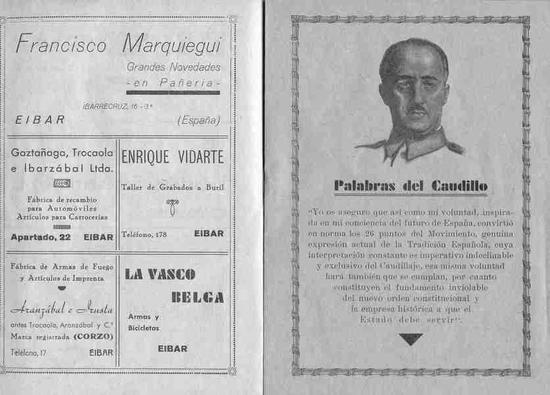 Francisco Marquiegui
Grandes Novedades
- en Pañería -
IBARRECRUZ, 16 - 3.º
EIBAR (España)
Gaztañaga, Trocaola
e Ibarzábal Ltda.
Fábrica de recambio
para Automóviles
Artículos para Carrocerías
Apartado, 22 EIBAR
ENRIQUE VIDARTE
Taller de Grabados a Buril
Teléfono, 178 EIBAR
Fábrica de Armas de Fuego
y Artículos de Imprenta
Aranzábal e Iriusta
antes Trocaola, Aranzábal y C.ª
Marca registrada (CORZO)
Teléfono, 17 EIBAR
LA VASCO
BELGA
Armas y
Bicicletas
EIBAR
Palabras del Caudillo
"Yo os aseguro que así como mi voluntad, inspira-
da en mi conciencia del futuro de España, convirtió
en norma los 26 puntos del Movimiento, genuina
expresión actual de la Tradición Española, cuya
interpretación constante es imperativo indeclinable
y exclusivo del Caudillaje, esa misma voluntad
hará también que se cumplan, por cuanto
constituyen el fundamento inviolable
del nuevo orden constitucional y
la empresa histórica a que el
Estado debe servir".